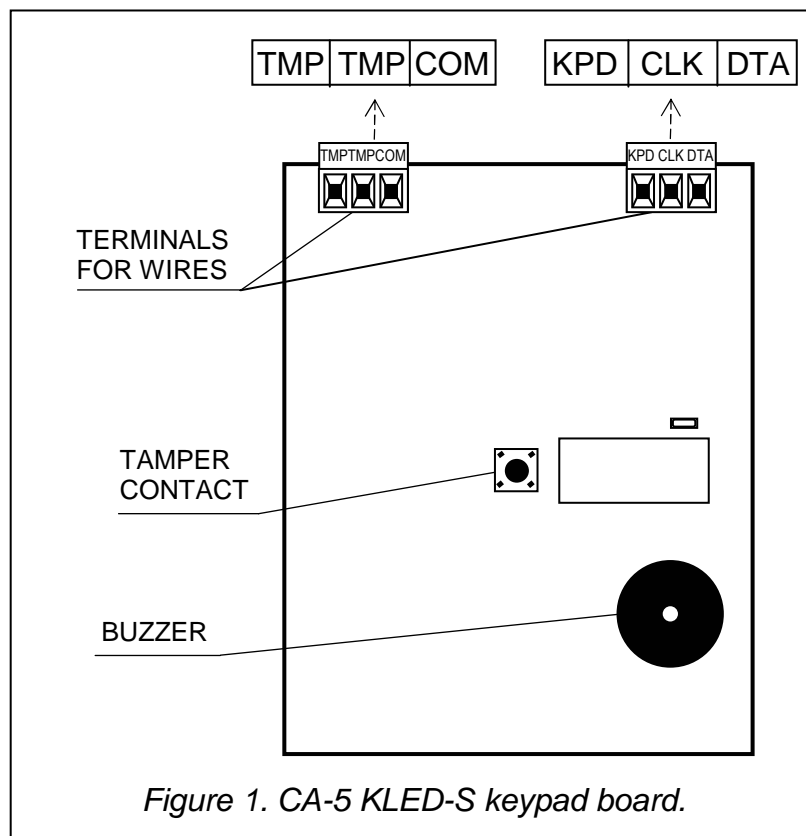 TMP TMP COM KPD CLK DTA
TMPTMPCOM KPD CLK DTA
TERMINALS
FOR WIRES
TAMPER
CONTACT
BUZZER
Figure 1. CA-5 KLED-S keypad board.